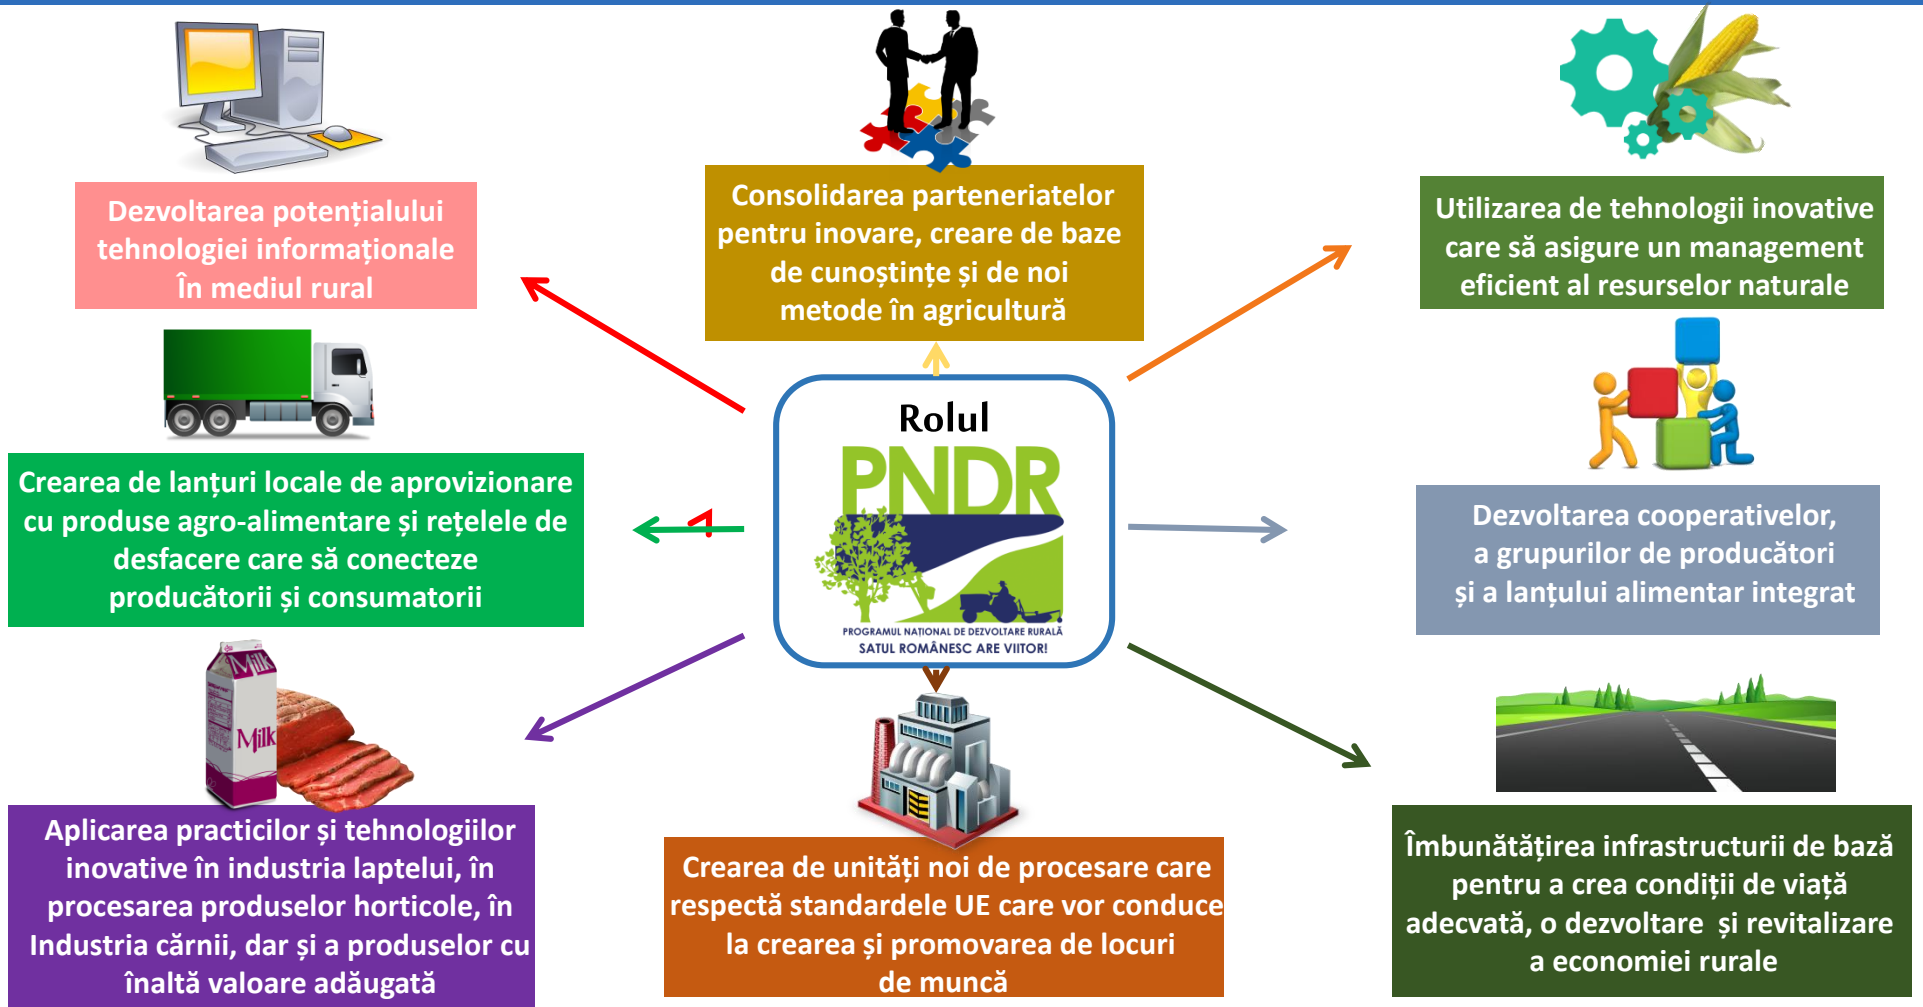 Dezvoltarea potențialului
tehnologiei informaționale
În mediul rural
Consolidarea parteneriatelor
pentru inovare, creare de baze
de cunoștințe și de noi
metode în agricultură
Utilizarea de tehnologii inovative
care să asigure un management
eficient al resurselor naturale
Crearea de lanțuri locale de aprovizionare
cu produse agro-alimentare și rețelele de
desfacere care să conecteze
producătorii și consumatorii
Rolul
PNDR
PROGRAMUL NAȚIONAL DE DEZVOLTARE RURALĂ
SATUL ROMÂNESC ARE VIITOR!
Dezvoltarea cooperativelor,
a grupurilor de producători
și a lanțului alimentar integrat
Milk
Milk
Aplicarea practicilor și tehnologiilor
inovative în industria laptelui, în
procesarea produselor horticole, în
Industria cărnii, dar și a produselor cu
înaltă valoare adăugată
Crearea de unități noi de procesare care
respectă standardele UE care vor conduce
la crearea și promovarea de locuri
de muncă
Îmbunătățirea infrastructurii de bază
pentru a crea condiții de viață
adecvată, o dezvoltare și revitalizare
a economiei rurale